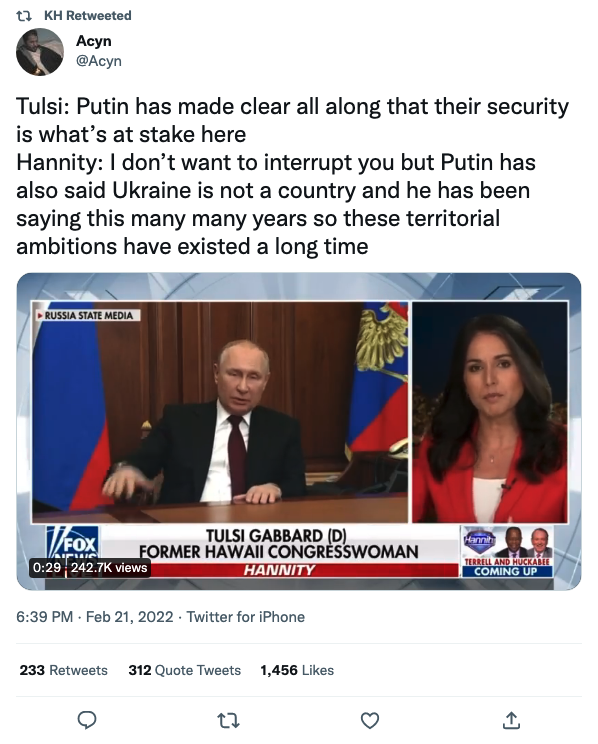 KH Retweeted
Acyn
@Acyn
Tulsi: Putin has made clear all along that their security
is what’s at stake here
Hannity: I don’t want to interrupt you but Putin has
also said Ukraine is not a country and he has been
saying this many many years so these territorial
ambitions have existed a long time
RUSSIA STATE MEDIA
FOX
NEWS
TULSI GABBARD (D)
FORMER HAWAII CONGRESSWOMAN
HANNITY
Hannity
TERRELL AND HUCKABEE
COMING UP
0:29 242.7K views
6:39 PM · Feb 21, 2022 · Twitter for iPhone
233 Retweets 312 Quote Tweets 1,456 Likes